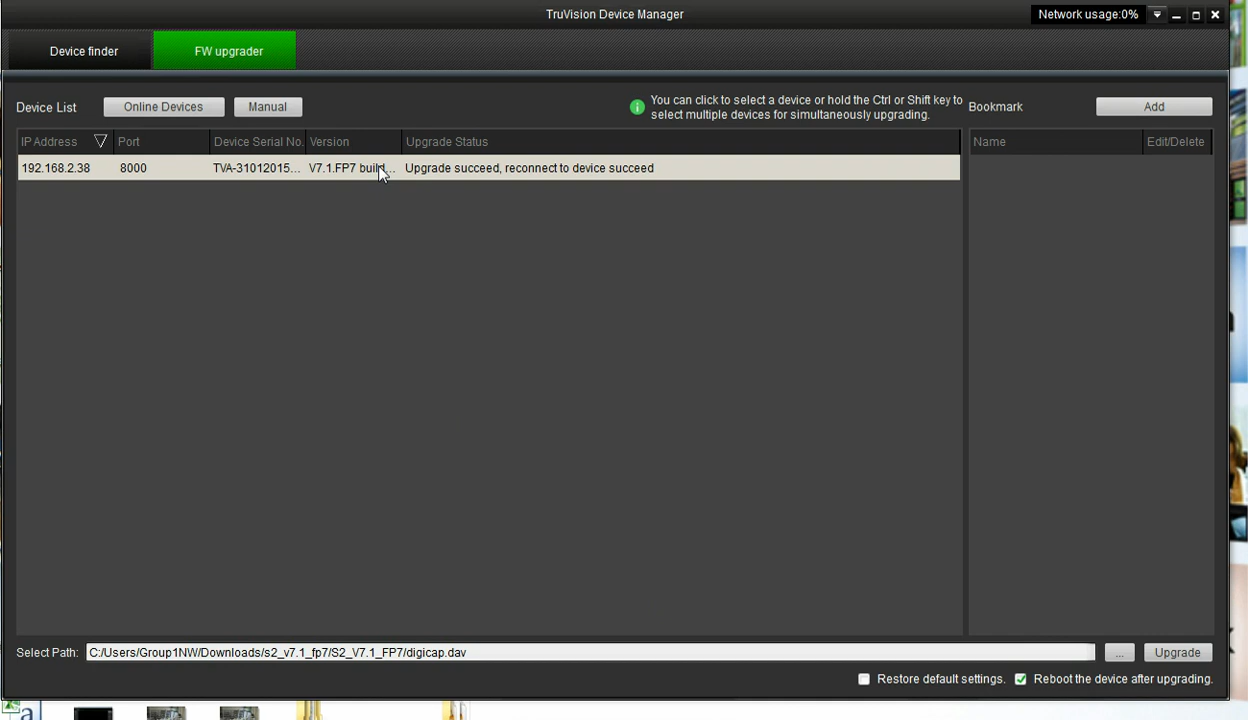 TruVision Device Manager
Network usage:0%
Device finder
FW upgrader
Device List
Online Devices
Manual
You can click to select a device or hold the Ctrl or Shift key to
select multiple devices for simultaneously upgrading.
Bookmark
Add
IP Address
Port
Device Serial No.
Version
Upgrade Status
Name
Edit/Delete
192.168.2.38
8000
TVA-31012015...
V7.1.FP7 build...
Upgrade succeed, reconnect to device succeed
Select Path:
C:/Users/Group1NW/Downloads/s2_v7.1_fp7/S2_V7.1_FP7/digicap.dav
...
Upgrade
Restore default settings.
Reboot the device after upgrading.